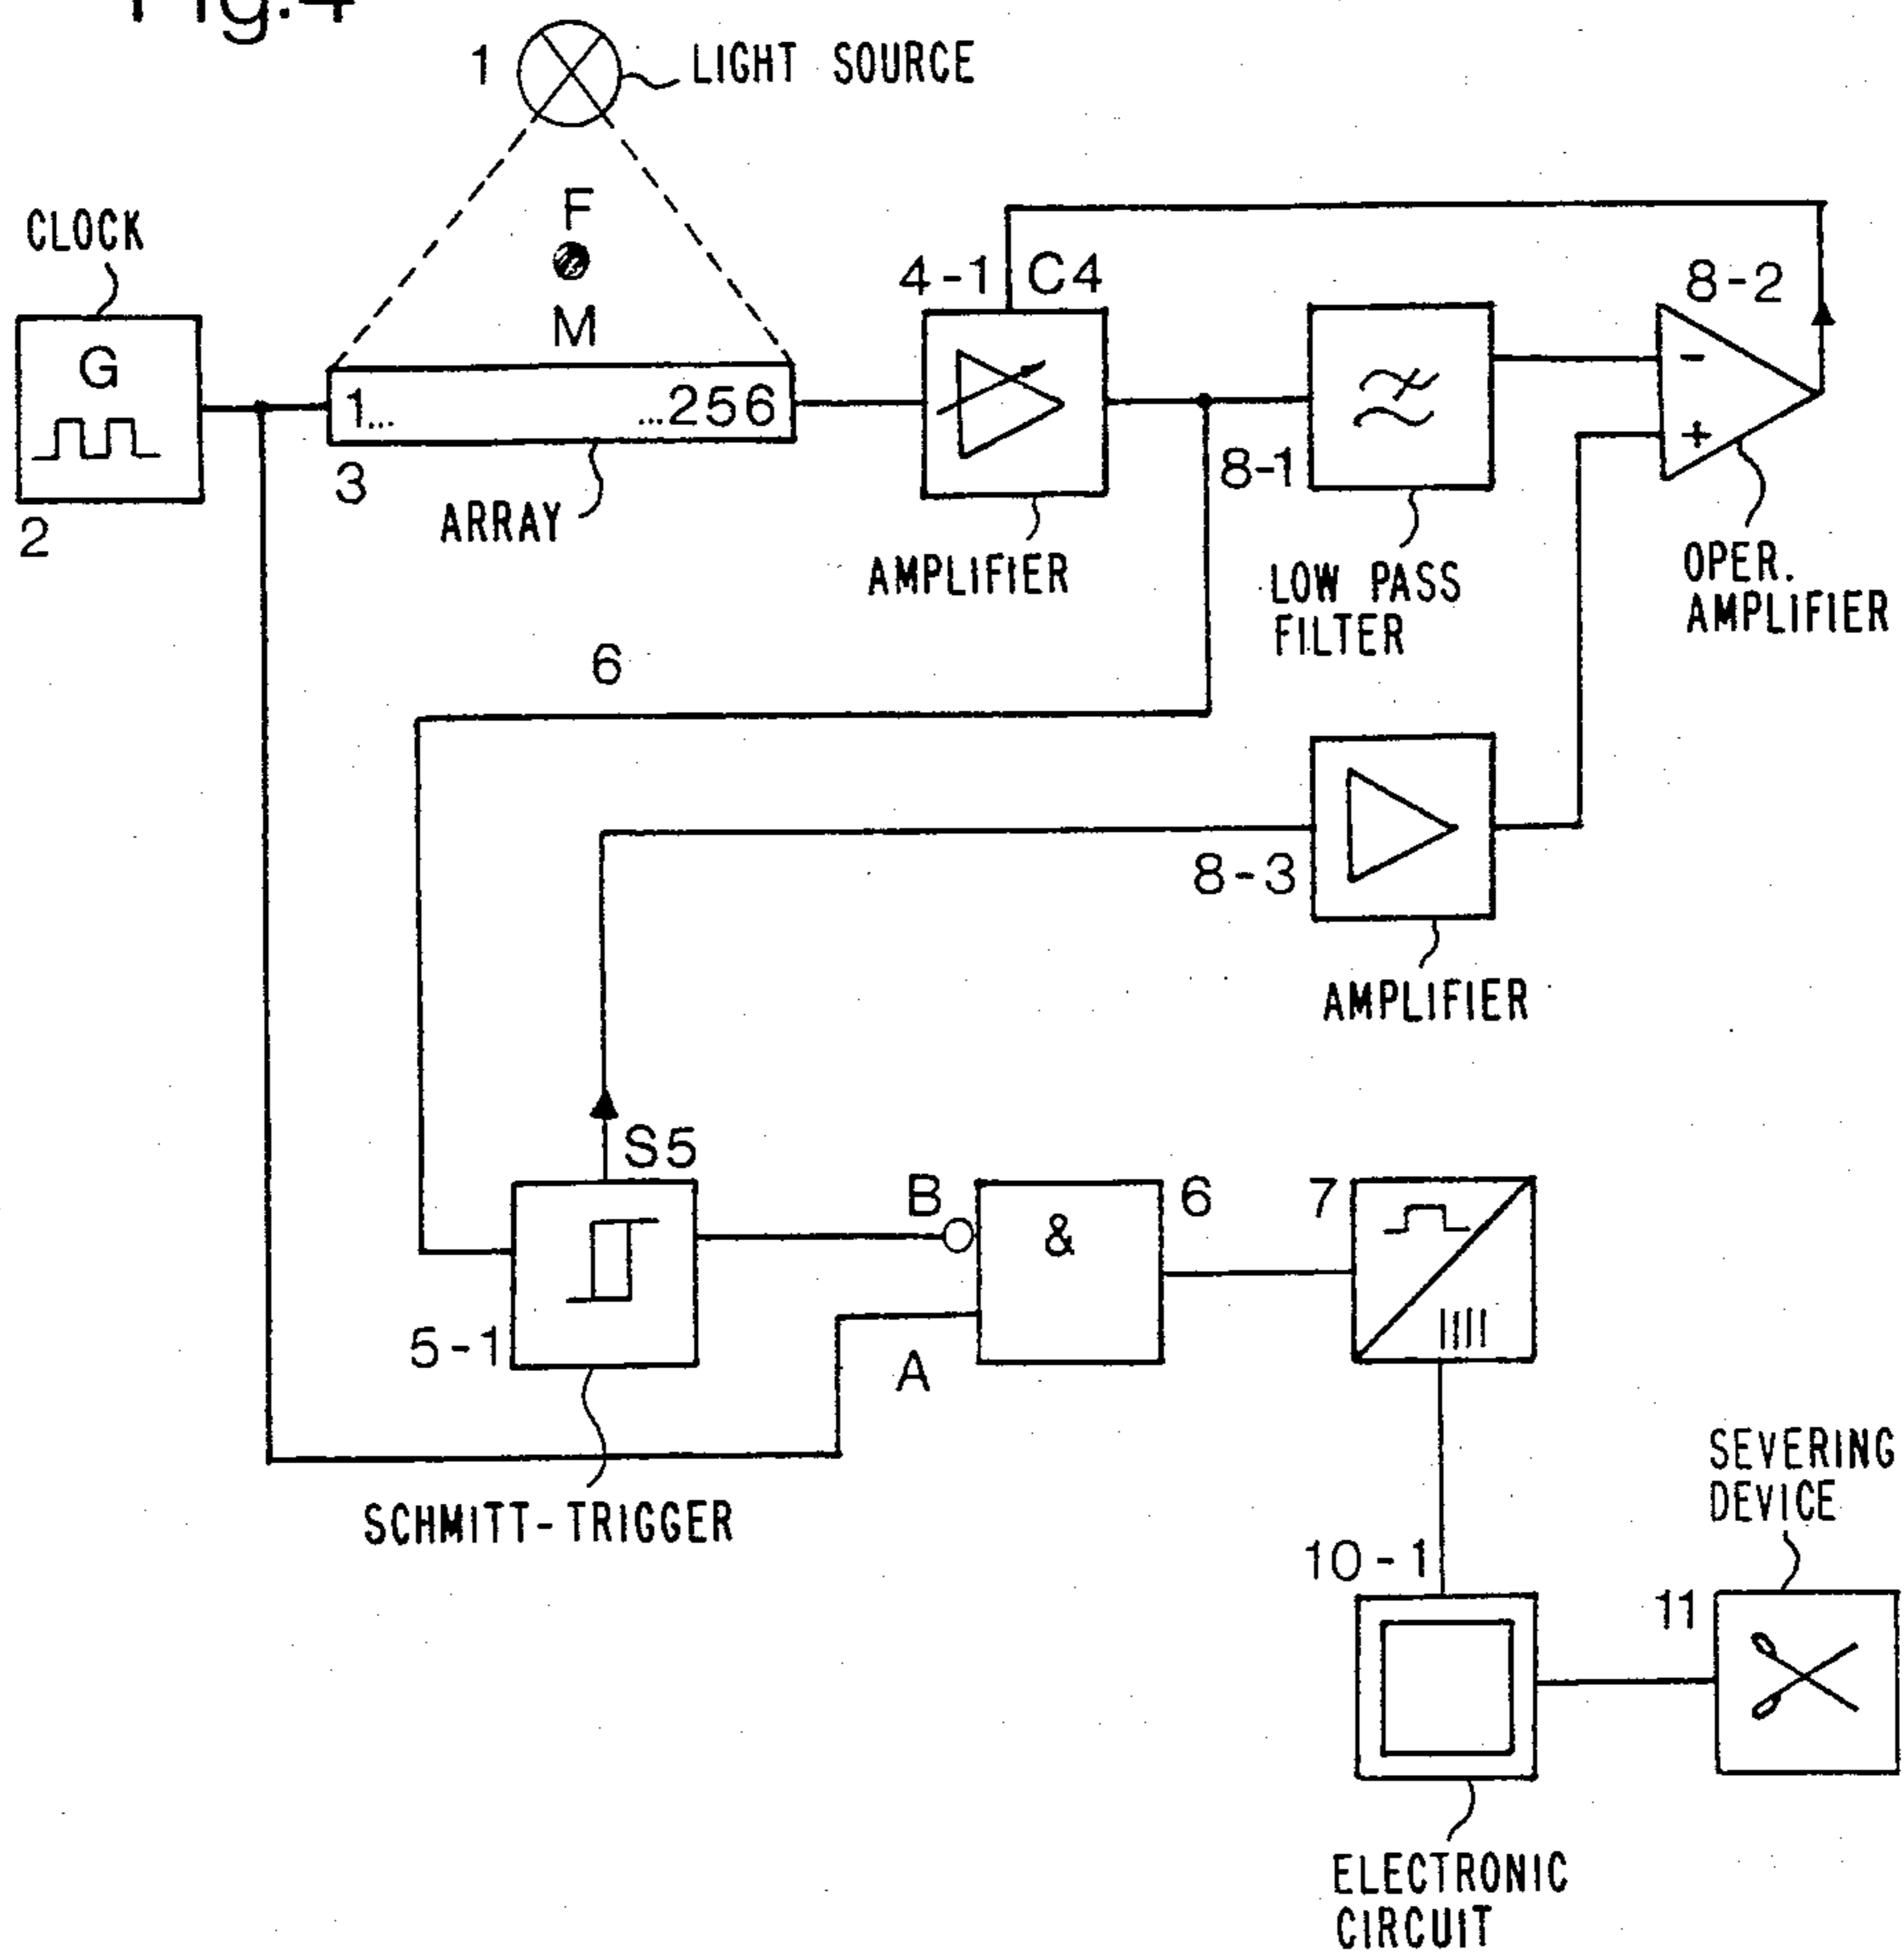 Fig.4
1
LIGHT SOURCE
CLOCK
F
M
4-1
C4
8-2
G
1...
...256
-
+
2
3
ARRAY
8-1
AMPLIFIER
LOW PASS
FILTER
OPER.
AMPLIFIER
6
8-3
AMPLIFIER
S5
B
&
6
7
5-1
A
SCHMITT-TRIGGER
SEVERING
DEVICE
10-1
11
ELECTRONIC
CIRCUIT